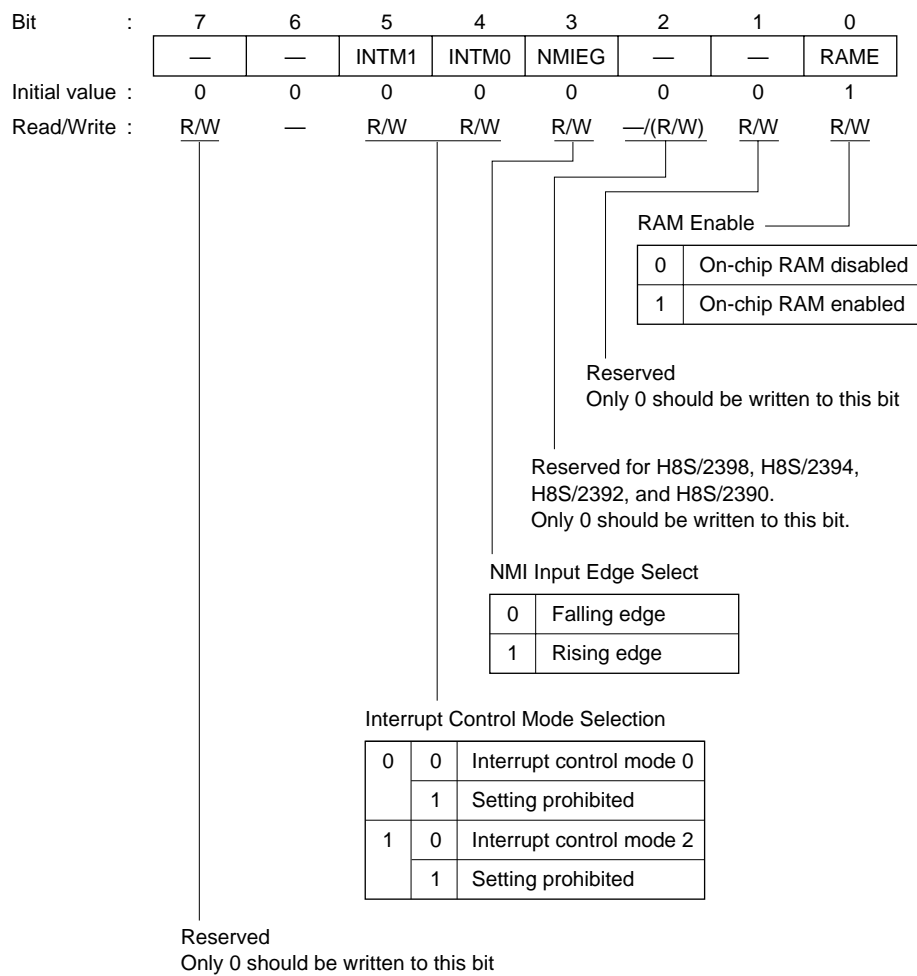 Bit : 7 6 5 4 3 2 1 0
— — INTM1 INTM0 NMIEG — — RAME
Initial value : 0 0 0 0 0 0 0 1
Read/Write : R/W — R/W R/W R/W —/(R/W) R/W R/W
RAM Enable
0 On-chip RAM disabled
1 On-chip RAM enabled
Reserved
Only 0 should be written to this bit
Reserved for H8S/2398, H8S/2394,
H8S/2392, and H8S/2390.
Only 0 should be written to this bit.
NMI Input Edge Select
0 Falling edge
1 Rising edge
Interrupt Control Mode Selection
0 0 Interrupt control mode 0
1 Setting prohibited
1 0 Interrupt control mode 2
1 Setting prohibited
Reserved
Only 0 should be written to this bit